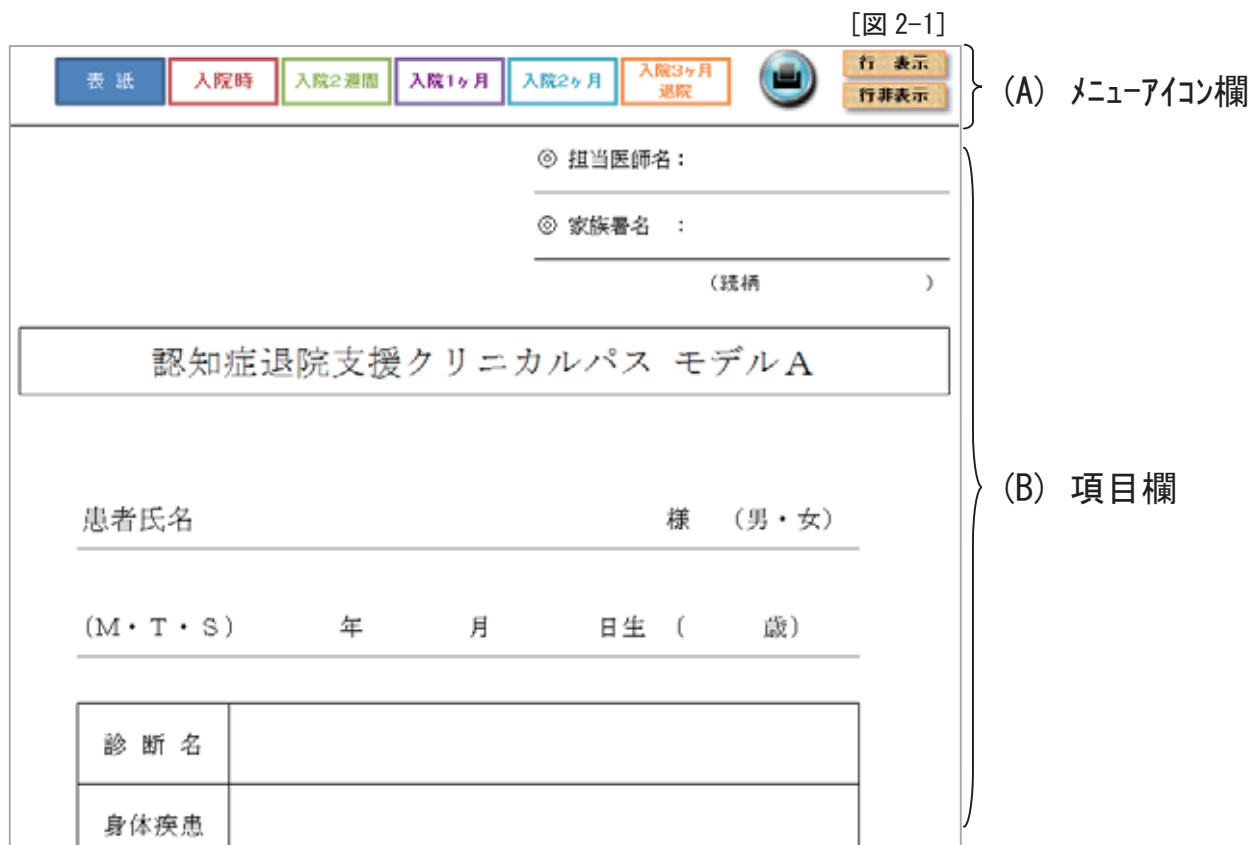 [図 2-1]
表 紙 入院時 入院2週間 入院1ヶ月 入院2ヶ月 入院3ヶ月 退院 行 表示
行非表示
(A) メニューアイコン欄
◎ 担当医師名:
◎ 家族署名 :
(続柄 )
認知症退院支援クリニカルパス モデルA
(B) 項目欄
患者氏名 様 (男・女)
(M・T・S) 年 月 日生 ( 歳)
診 断 名
身体疾患